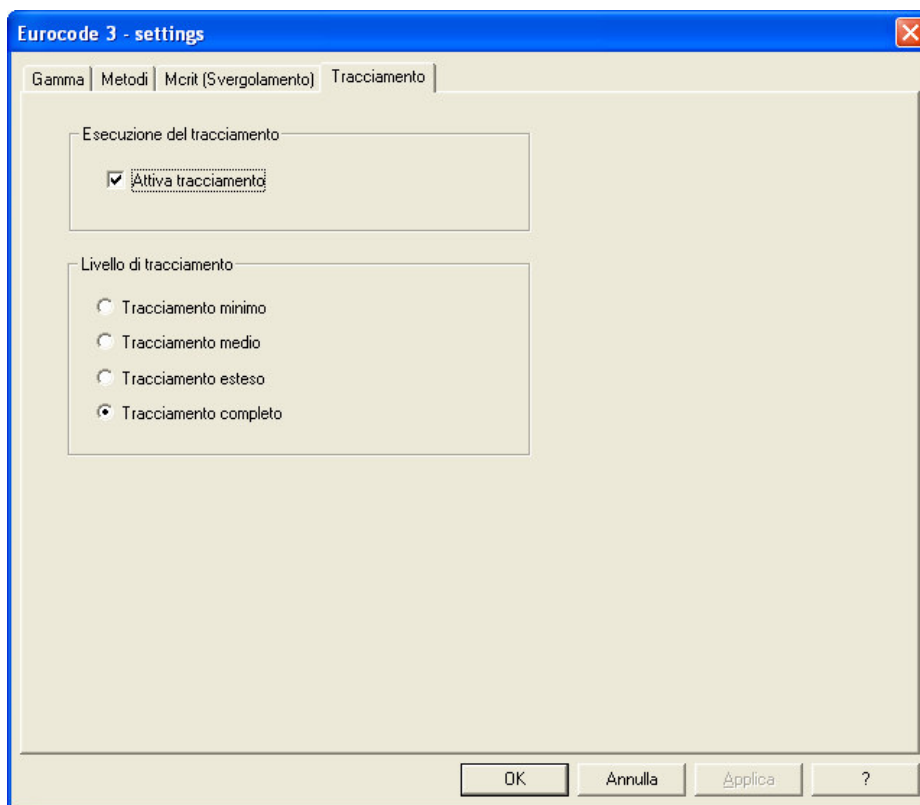 Eurocode 3 - settings
Gamma Metodi Mcrit (Svergolamento) Tracciamento
Esecuzione del tracciamento
Attiva tracciamento
Livello di tracciamento
Tracciamento minimo
Tracciamento medio
Tracciamento esteso
Tracciamento completo
OK Annulla Applica ?